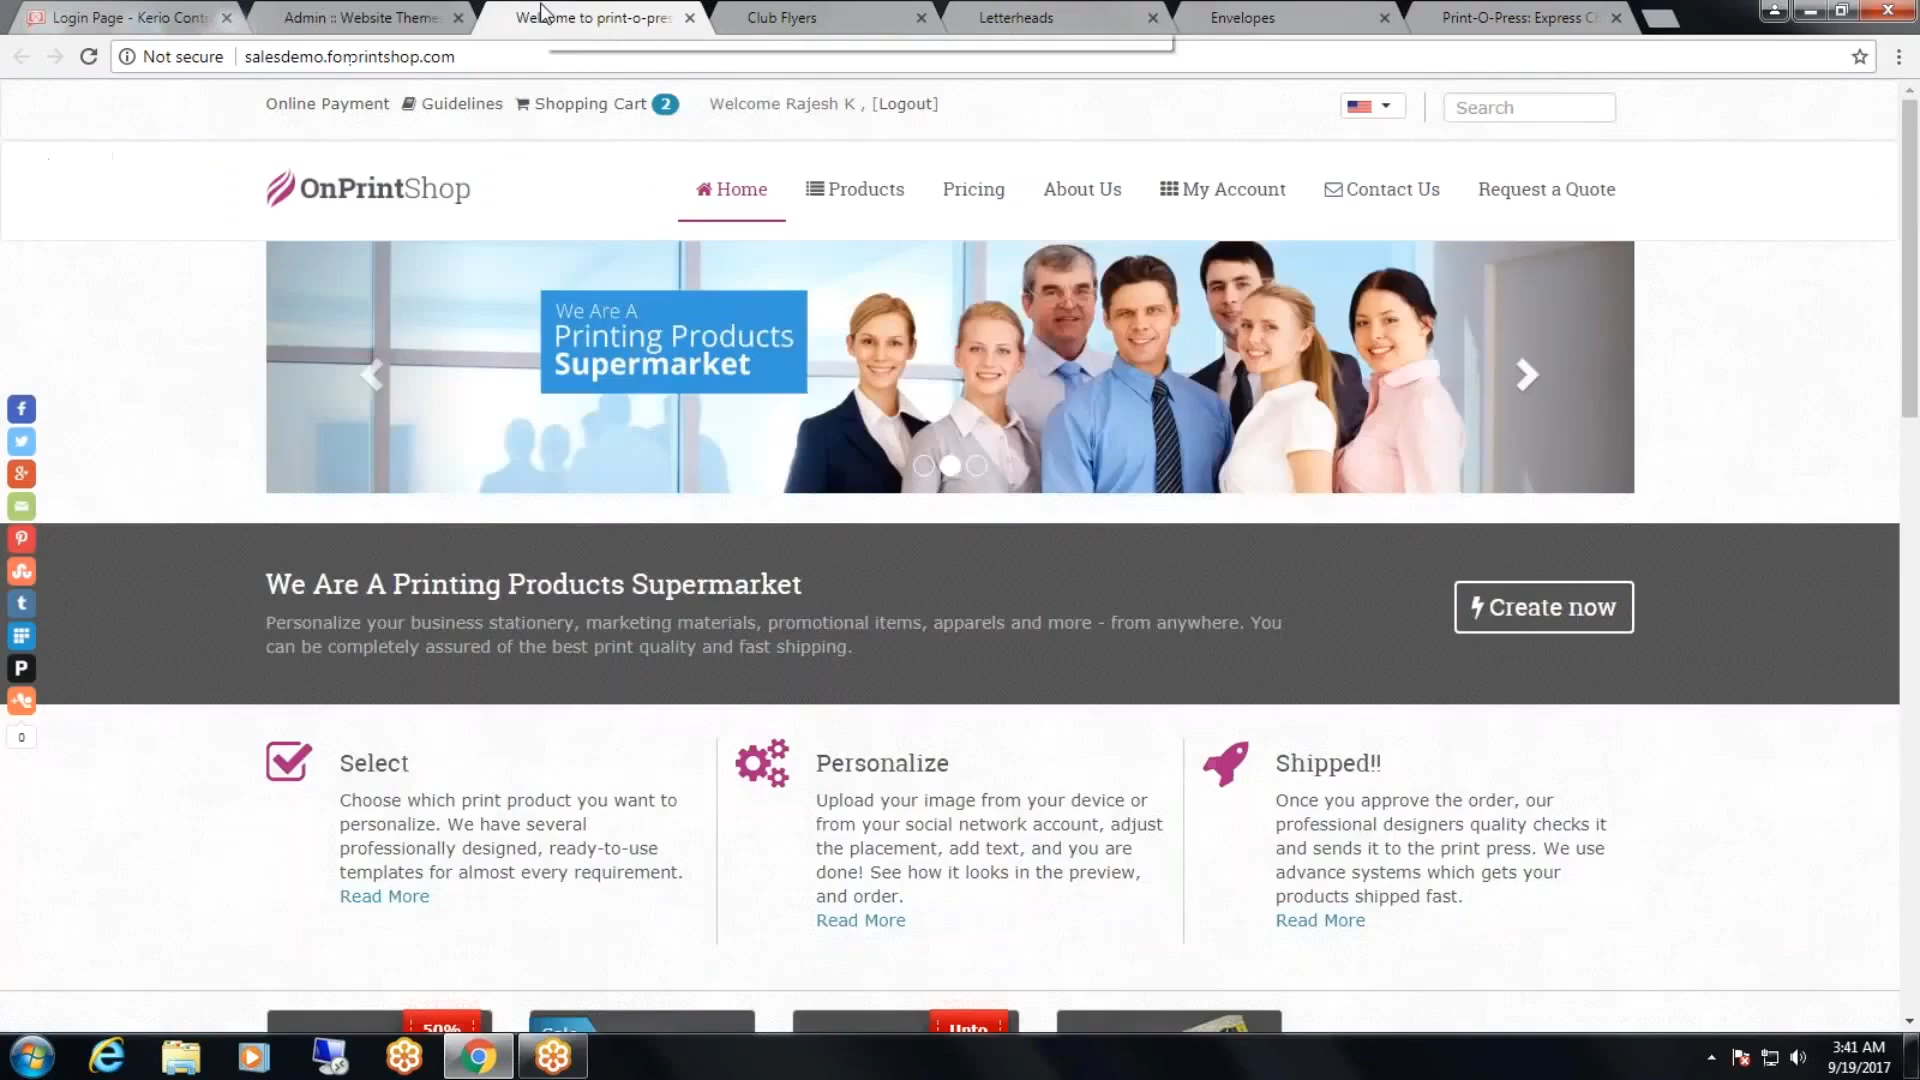 Login Page - Kerio Cont
Admin :: Website Theme
Welcome to print-o-pres
Club Flyers
Letterheads
Envelopes
Print-O-Press: Express C
Not secure
salesdemo.foronprintshop.com
Online Payment
Guidelines
Shopping Cart 2
Welcome Rajesh K , [Logout]
Search
OnPrintShop
Home
Products
Pricing
About Us
My Account
Contact Us
Request a Quote
We Are A
Printing Products
Supermarket
We Are A Printing Products Supermarket
Personalize your business stationery, marketing materials, promotional items, apparels and more - from anywhere. You
can be completely assured of the best print quality and fast shipping.
Create now
0
Select
Choose which print product you want to
personalize. We have several
professionally designed, ready-to-use
templates for almost every requirement.
Read More
Personalize
Upload your image from your device or
from your social network account, adjust
the placement, add text, and you are
done! See how it looks in the preview,
and order.
Read More
Shipped!!
Once you approve the order, our
professional designers quality checks it
and sends it to the print press. We use
advance systems which gets your
products shipped fast.
Read More
50%
Sale
Upto
3:41 AM
9/19/2017